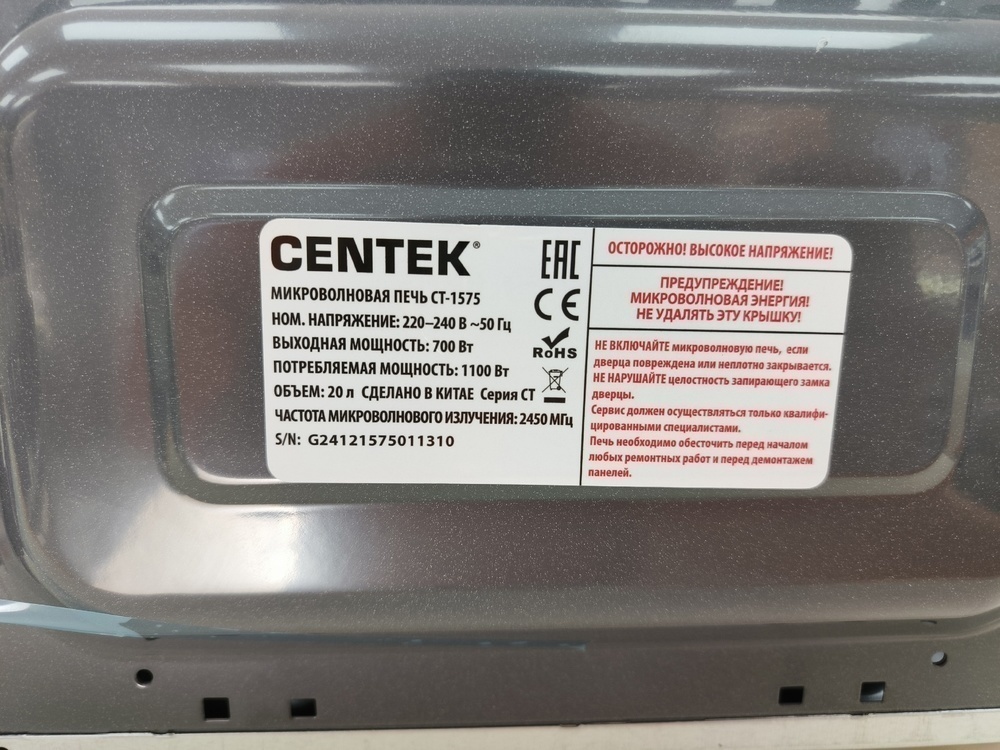 CENTEK®
МИКРОВОЛНОВАЯ ПЕЧЬ CT-1575
НОМ. НАПРЯЖЕНИЕ: 220–240 В ~50 Гц
ВЫХОДНАЯ МОЩНОСТЬ: 700 Вт
ПОТРЕБЛЯЕМАЯ МОЩНОСТЬ: 1100 Вт
ОБЪЕМ: 20 л СДЕЛАНО В КИТАЕ Серия СТ
ЧАСТОТА МИКРОВОЛНОВОГО ИЗЛУЧЕНИЯ: 2450 МГц
S/N: G24121575011310
EAC
CE
RoHS
ОСТОРОЖНО! ВЫСОКОЕ НАПРЯЖЕНИЕ!
ПРЕДУПРЕЖДЕНИЕ!
МИКРОВОЛНОВАЯ ЭНЕРГИЯ!
НЕ УДАЛЯТЬ ЭТУ КРЫШКУ!
НЕ ВКЛЮЧАЙТЕ микроволновую печь, если
дверца повреждена или неплотно закрывается.
НЕ НАРУШАЙТЕ целостность запирающего замка
дверцы.
Сервис должен осуществляться только квалифи-
цированными специалистами.
Печь необходимо обесточить перед началом
любых ремонтных работ и перед демонтажем
панелей.